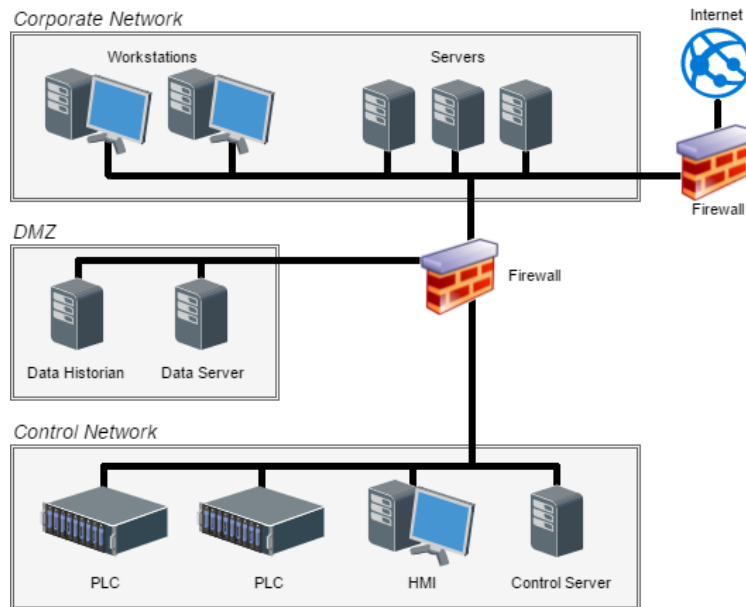 Corporate Network
Internet
Workstations
Servers
Firewall
DMZ
Firewall
Data Historian
Data Server
Control Network
PLC
PLC
HMI
Control Server